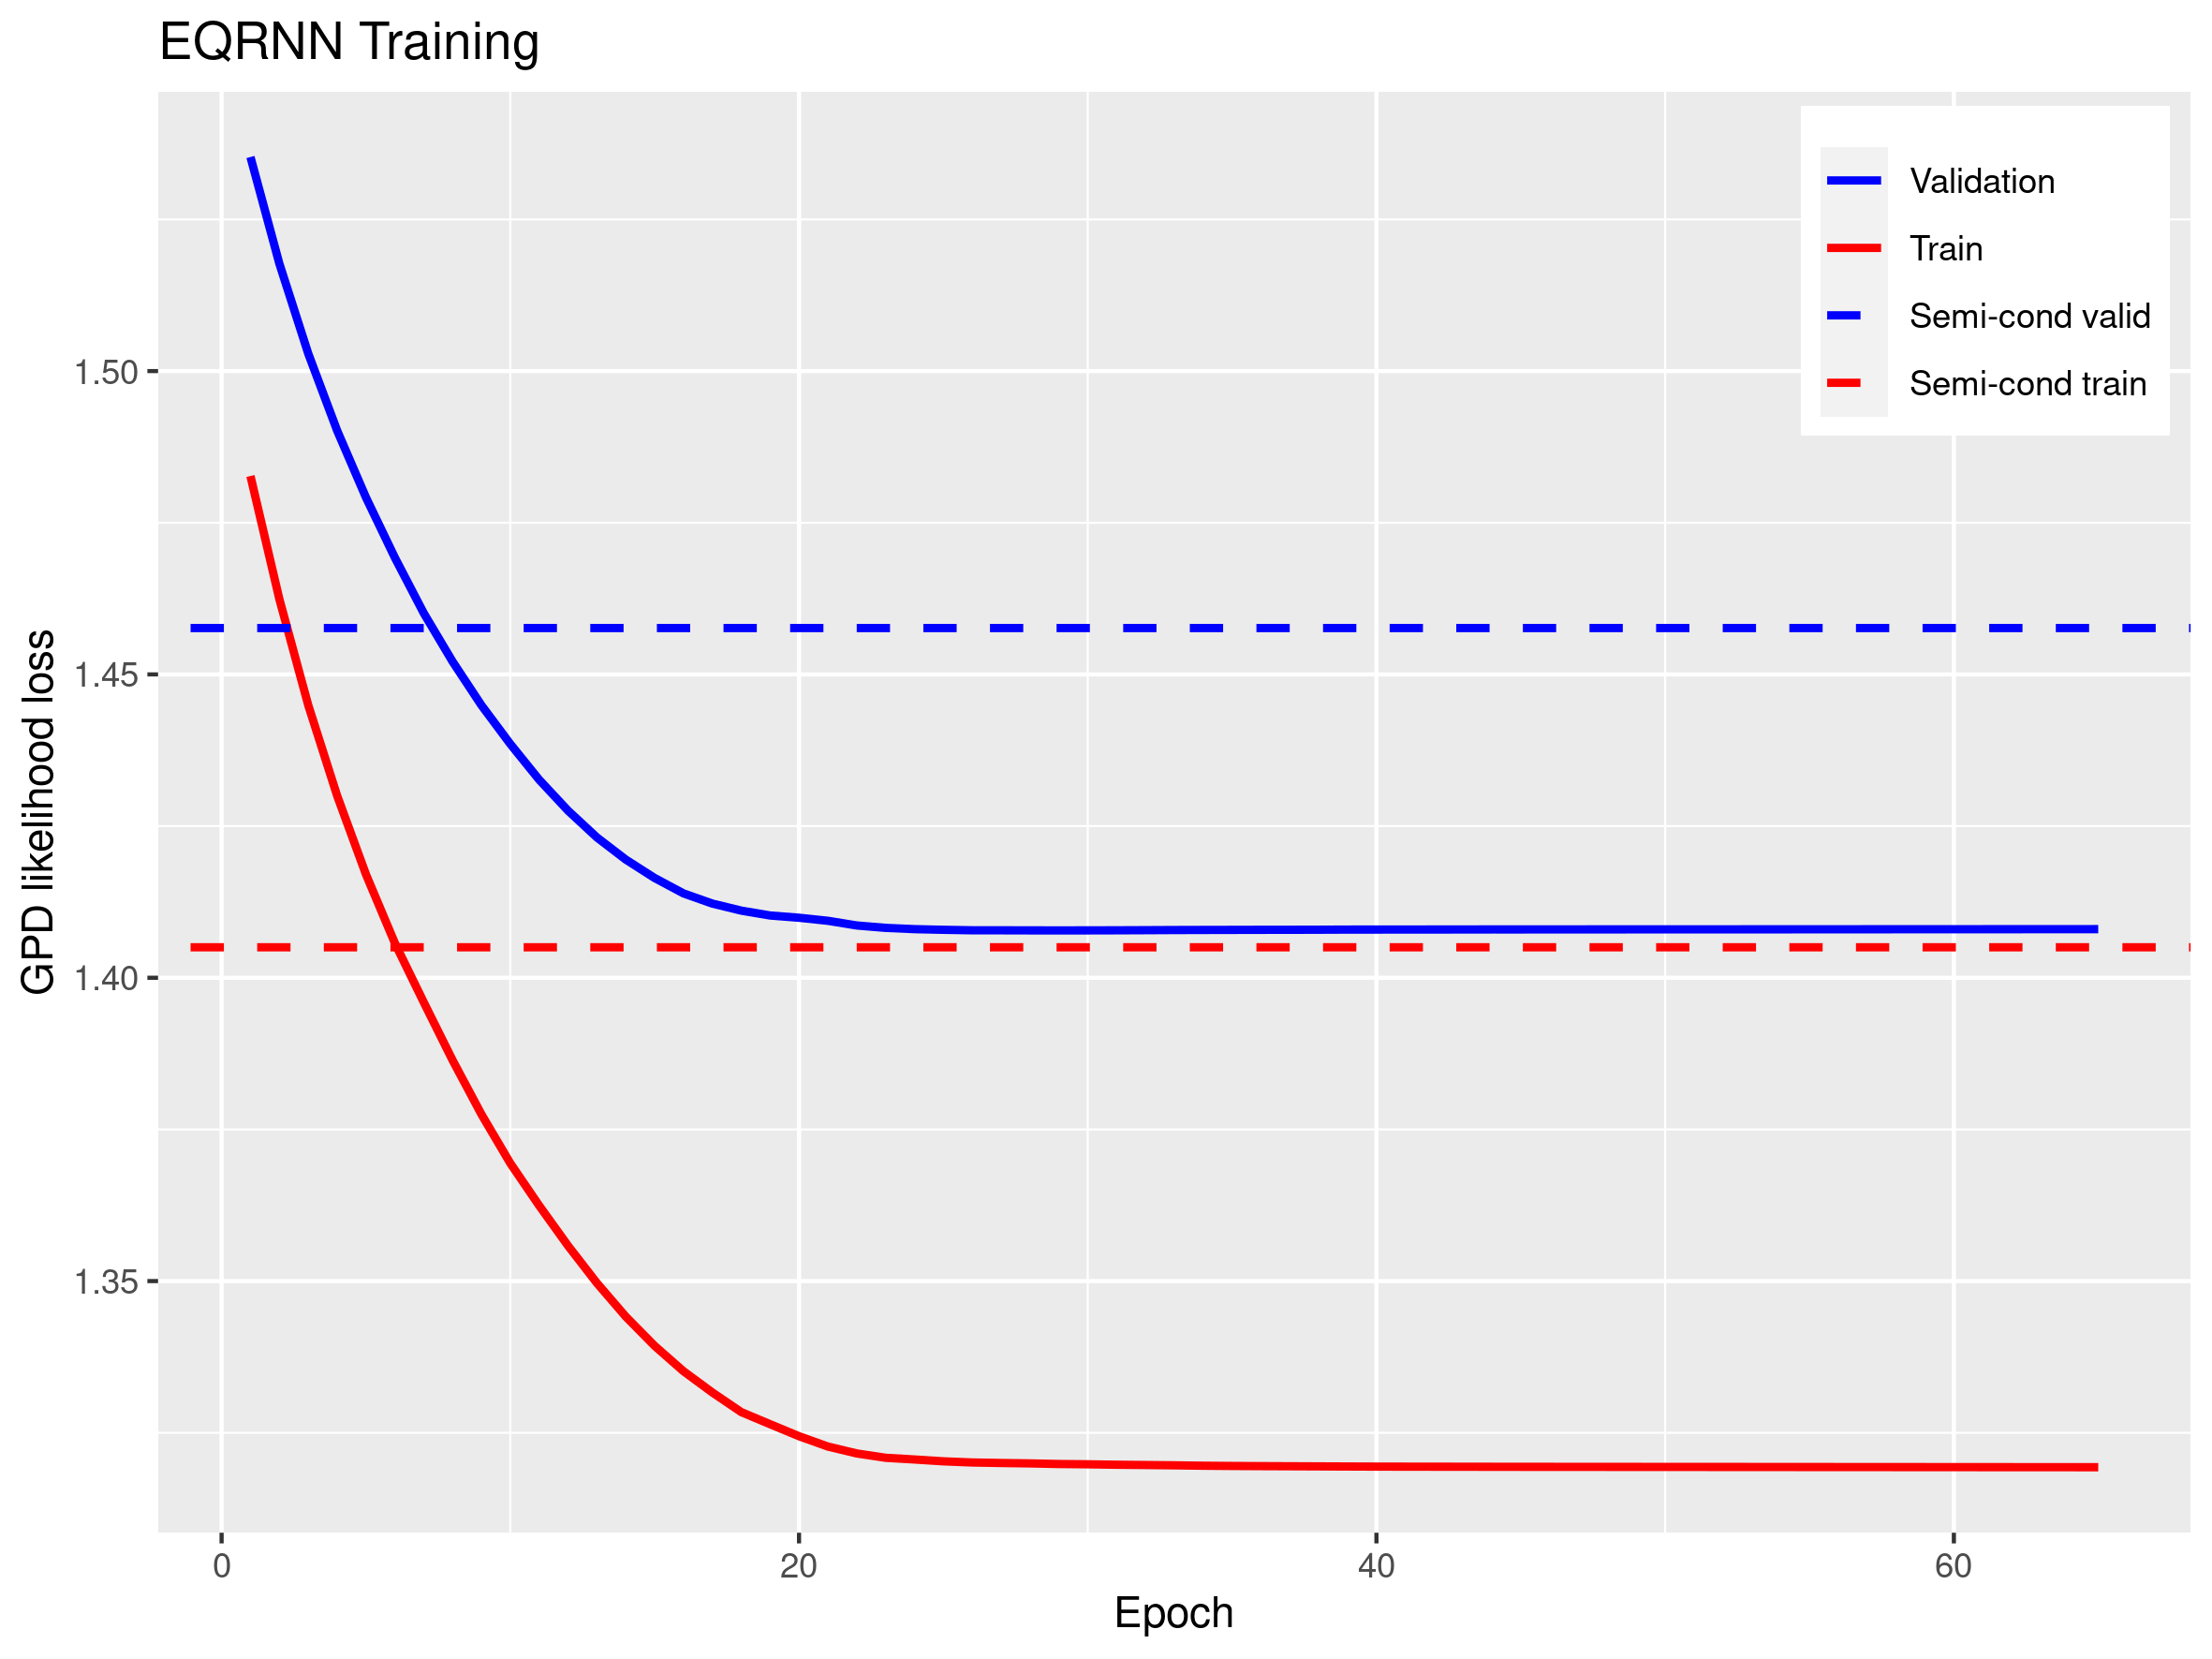 EQRNN Training
Validation
Train
Semi-cond valid
Semi-cond train
GPD likelihood loss
1.50
1.45
1.40
1.35
0 20 40 60
Epoch